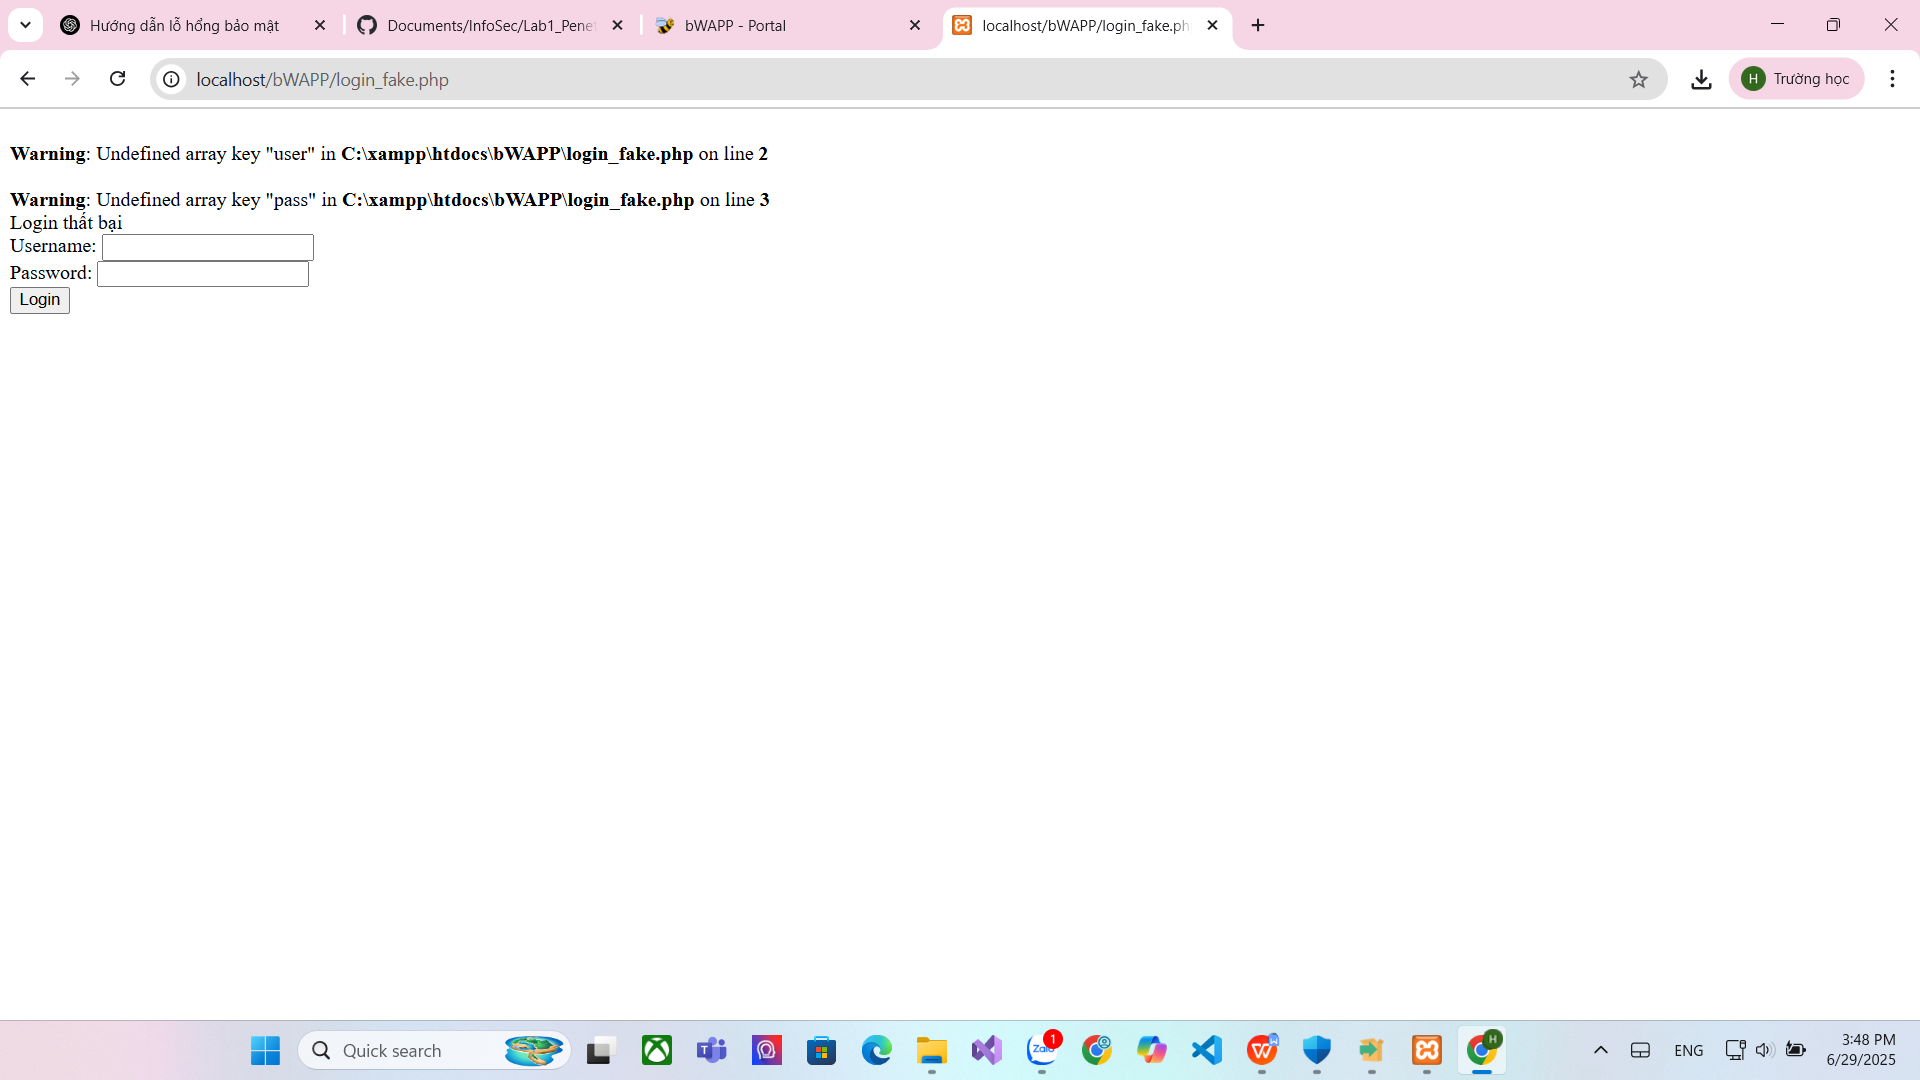 Hướng dẫn lỗ hổng bảo mật
Documents/InfoSec/Lab1_Pene
bWAPP - Portal
localhost/bWAPP/login_fake.ph
localhost/bWAPP/login_fake.php
H
Trường học
Warning: Undefined array key "user" in C:\xampp\htdocs\bWAPP\login_fake.php on line 2
Warning: Undefined array key "pass" in C:\xampp\htdocs\bWAPP\login_fake.php on line 3
Login thất bại
Username:
Password:
Login
Quick search
Zalo
1
H
ENG
3:48 PM
6/29/2025